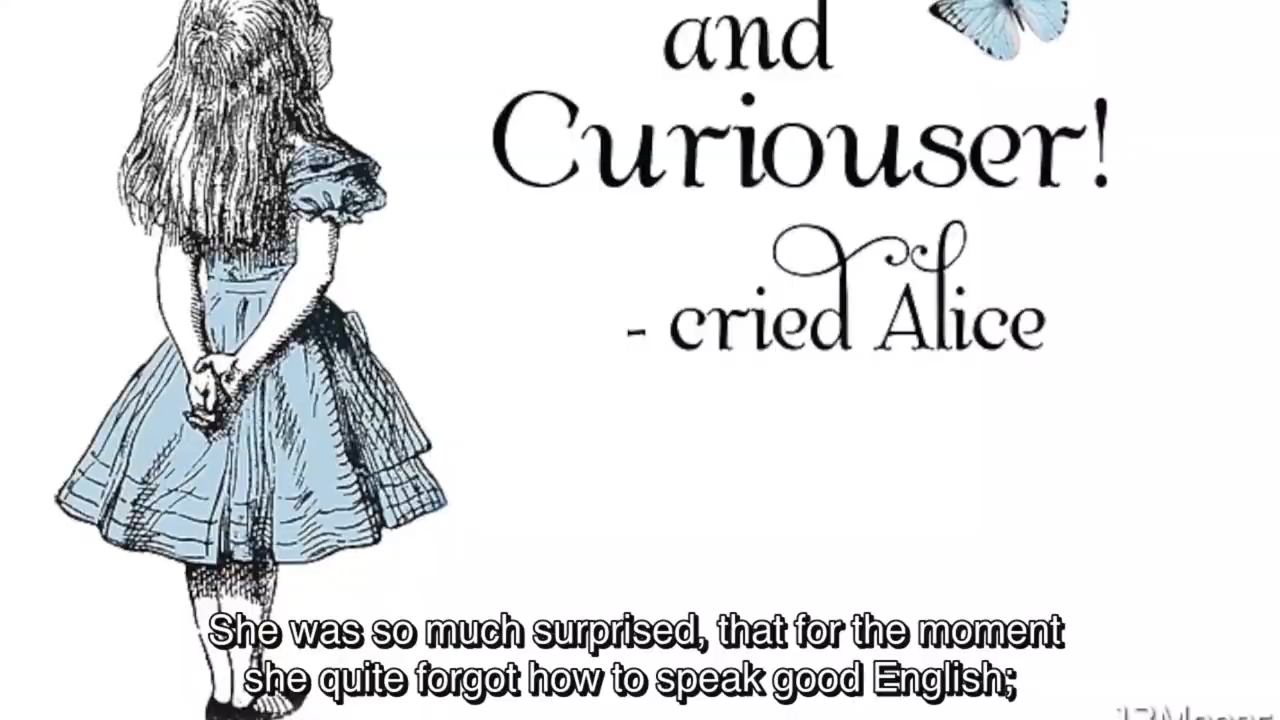 and
Curiouser!
- cried Alice
She was so much surprised, that for the moment
she quite forgot how to speak good English;